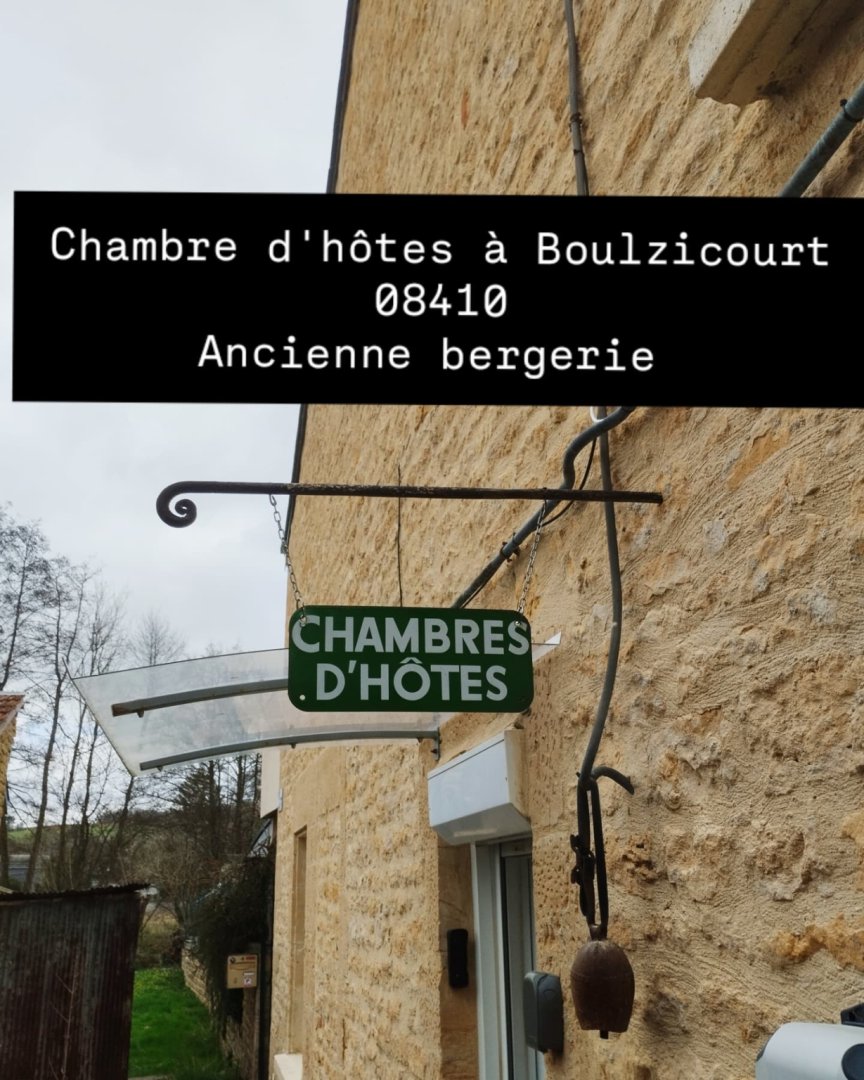 Chambre d'hôtes à Boulzicourt
08410
Ancienne bergerie
CHAMBRES
D'HÔTES